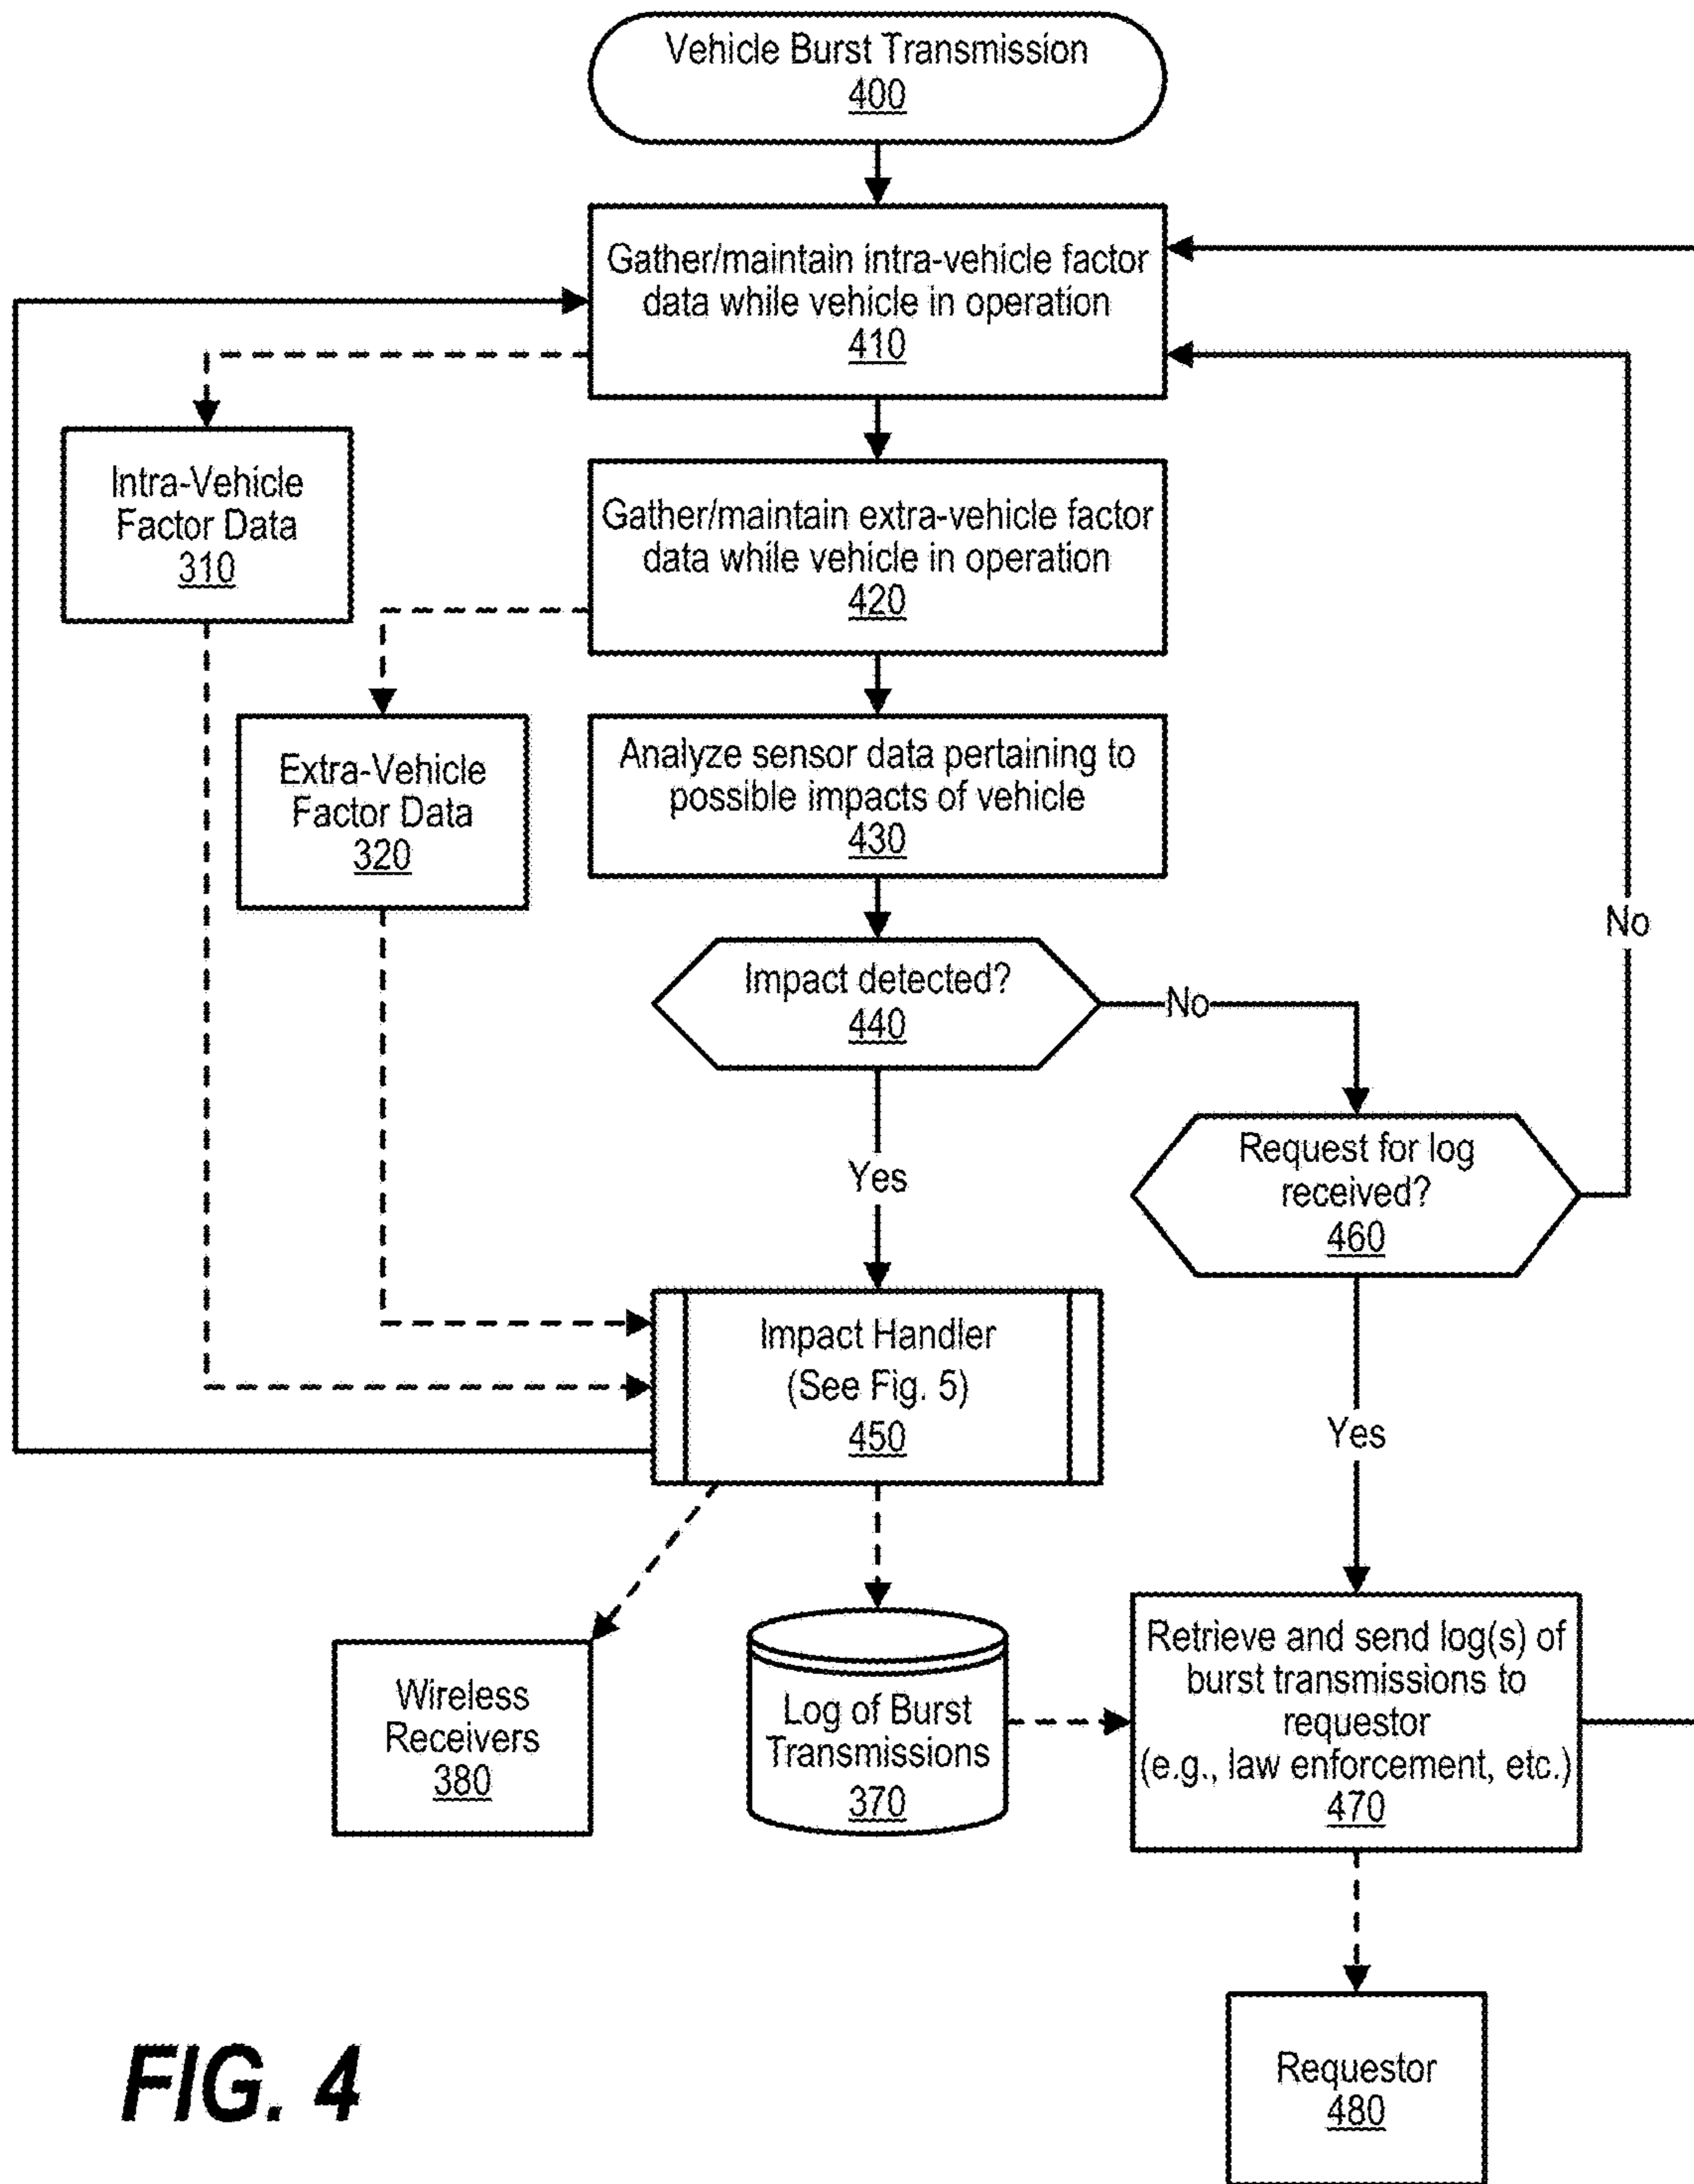 Vehicle Burst Transmission
400
Gather/maintain intra-vehicle factor
data while vehicle in operation
410
Intra-Vehicle
Factor Data
310
Gather/maintain extra-vehicle factor
data while vehicle in operation
420
Extra-Vehicle
Factor Data
320
Analyze sensor data pertaining to
possible impacts of vehicle
430
No
Impact detected?
440
No
Request for log
received?
460
Yes
Impact Handler
(See Fig. 5)
450
Yes
Wireless
Receivers
380
Log of Burst
Transmissions
370
Retrieve and send log(s) of
burst transmissions to
requestor
(e.g., law enforcement, etc.)
470
Requestor
480
FIG. 4